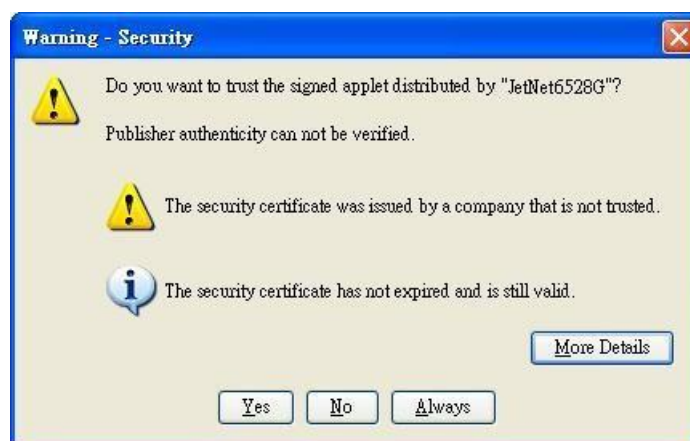 Warning - Security
Do you want to trust the signed applet distributed by "JetNet6528G"?
Publisher authenticity can not be verified.
The security certificate was issued by a company that is not trusted.
The security certificate has not expired and is still valid.
More Details
Yes No Always